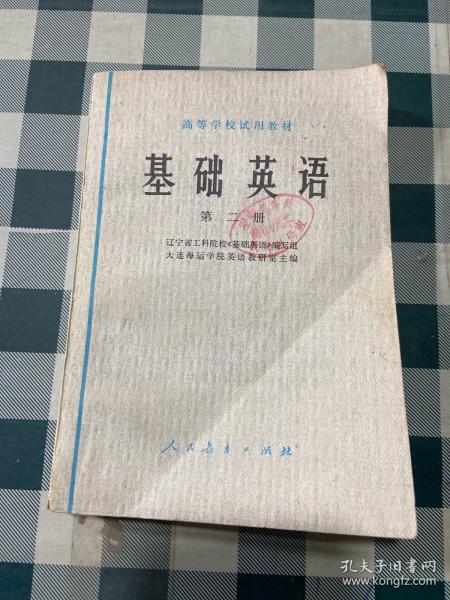 高等学校试用教材
基础英语
第二册
辽宁省工科院校《基础英语》编写组
大连海运学院英语教研室主编
人民教育出版社
孔夫子旧书网
www.kongfz.com